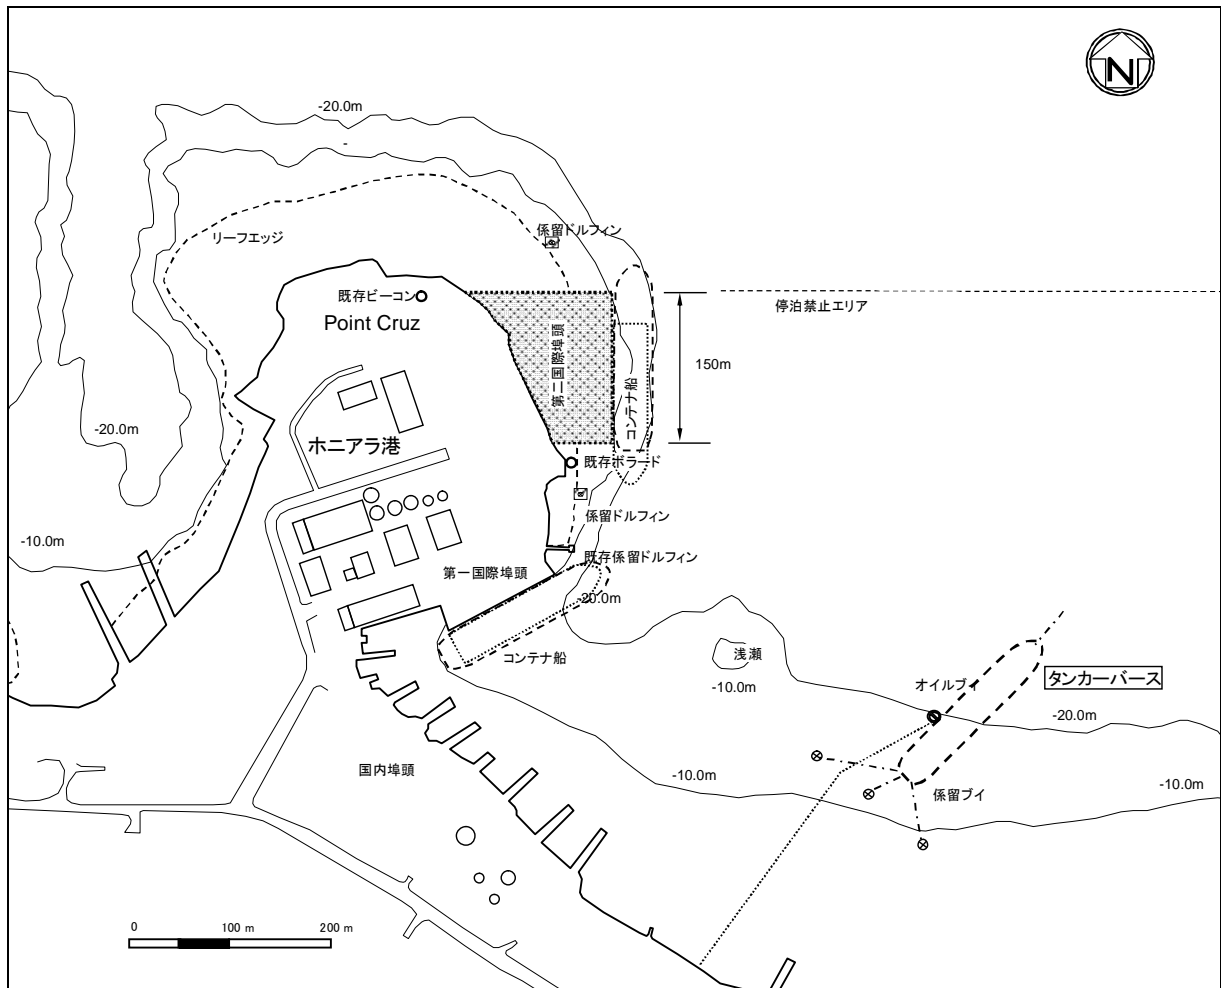 N
-20.0m
係留ドルフィン
リーフエッジ
既存ビーコン
Point Cruz
停泊禁止エリア
第二国際埠頭
コンテナ船
150m
-20.0m
ホニアラ港
既存ボラード
係留ドルフィン
-10.0m
既存係留ドルフィン
第一国際埠頭
-20.0m
コンテナ船
浅瀬
-10.0m
オイルブイ
タンカーバース
-20.0m
国内埠頭
-10.0m
-10.0m
係留ブイ
0 100 m 200 m